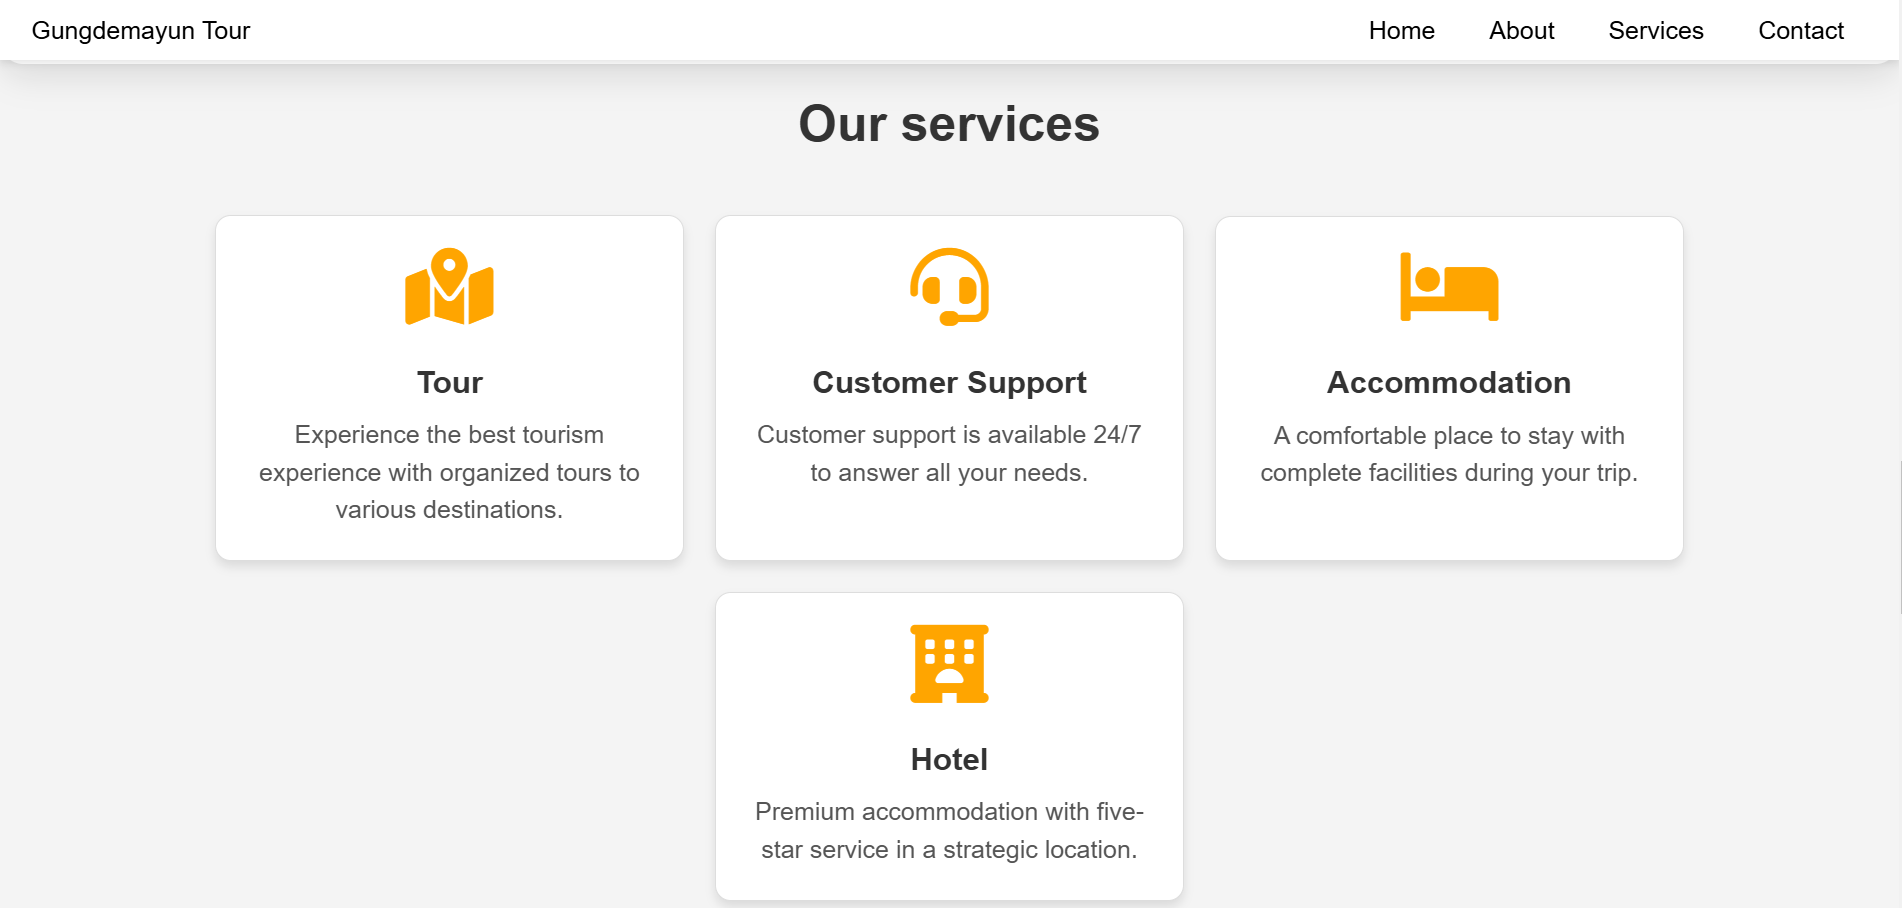 Gungdemayun Tour
Home About Services Contact
Our services
Tour
Experience the best tourism
experience with organized tours to
various destinations.
Customer Support
Customer support is available 24/7
to answer all your needs.
Accommodation
A comfortable place to stay with
complete facilities during your trip.
Hotel
Premium accommodation with five-
star service in a strategic location.